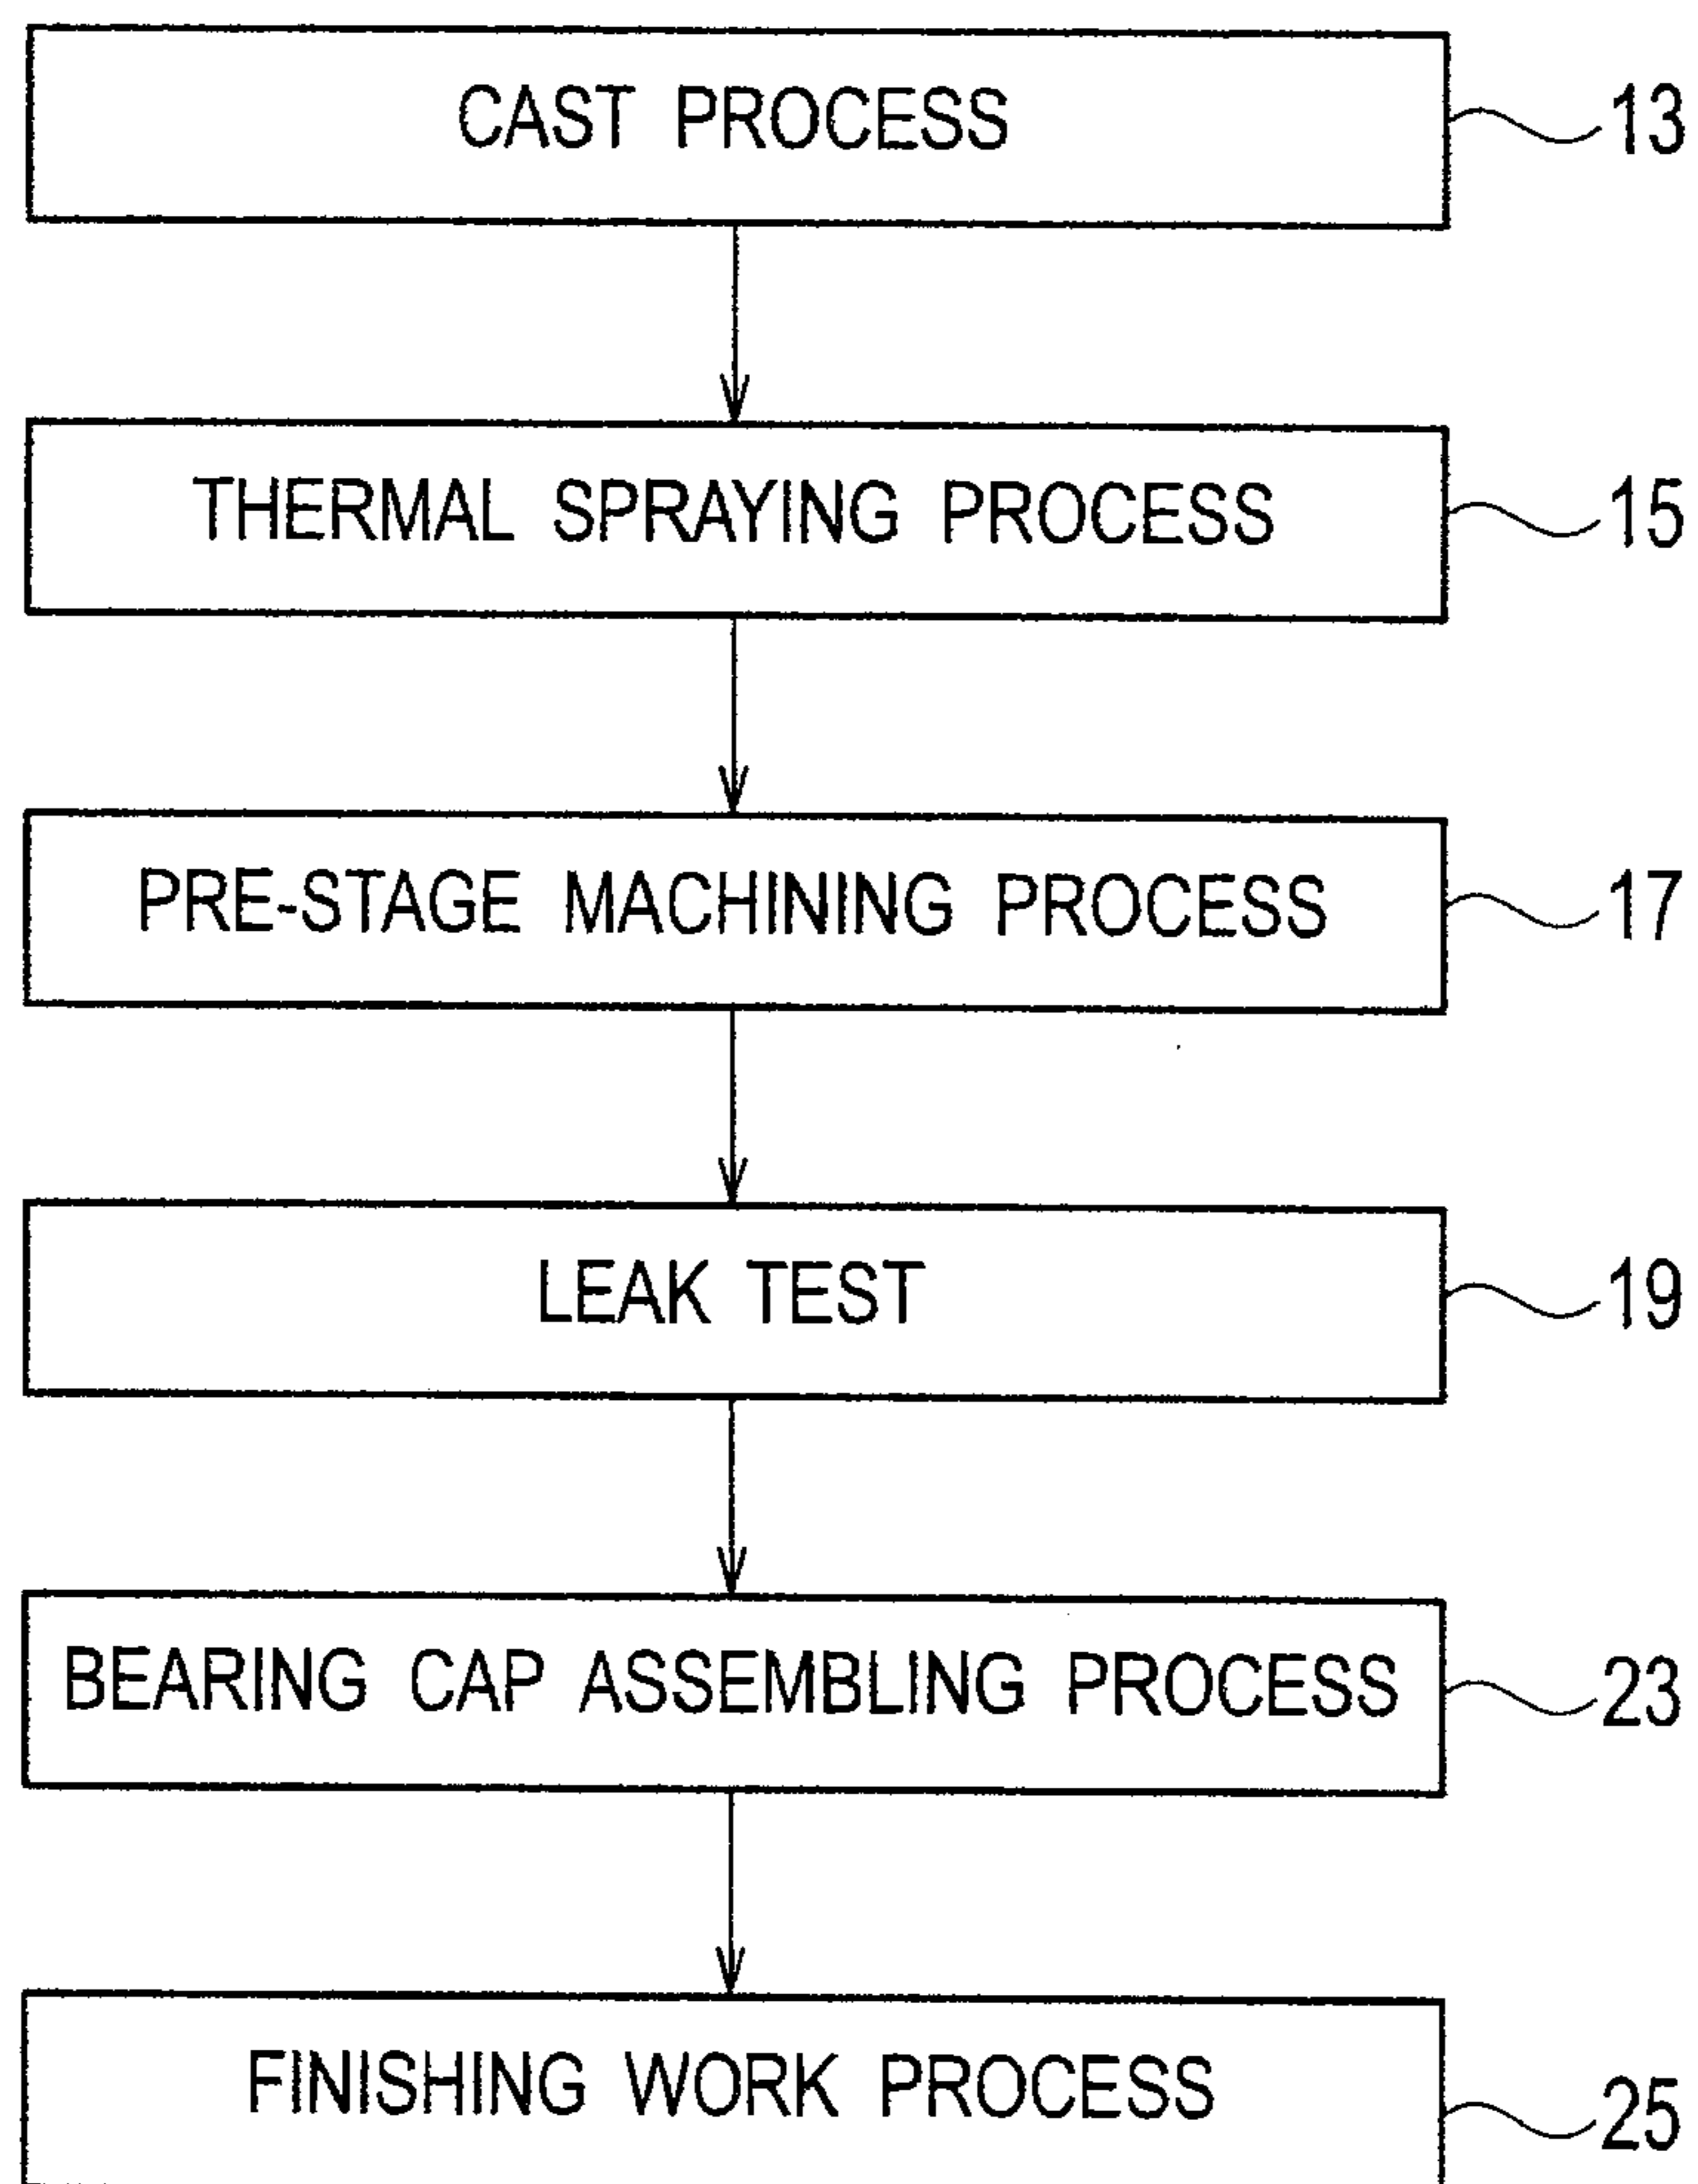 CAST PROCESS
13
THERMAL SPRAYING PROCESS
15
PRE-STAGE MACHINING PROCESS
17
LEAK TEST
19
BEARING CAP ASSEMBLING PROCESS
23
FINISHING WORK PROCESS
25